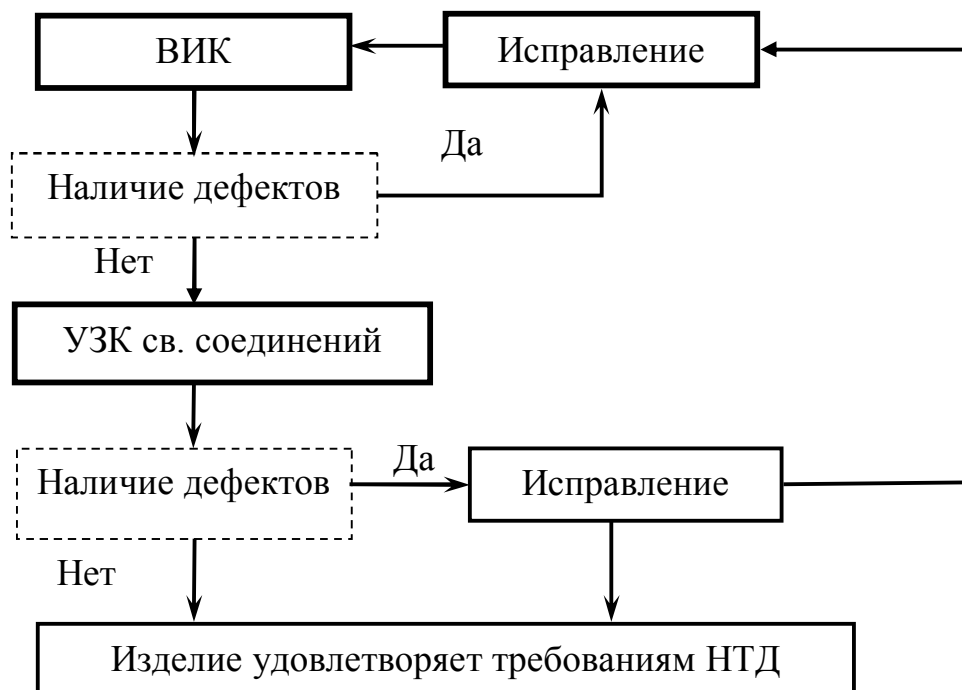 ВИК
Исправление
Да
Наличие дефектов
Нет
УЗК св. соединений
Да
Наличие дефектов
Исправление
Нет
Изделие удовлетворяет требованиям НТД